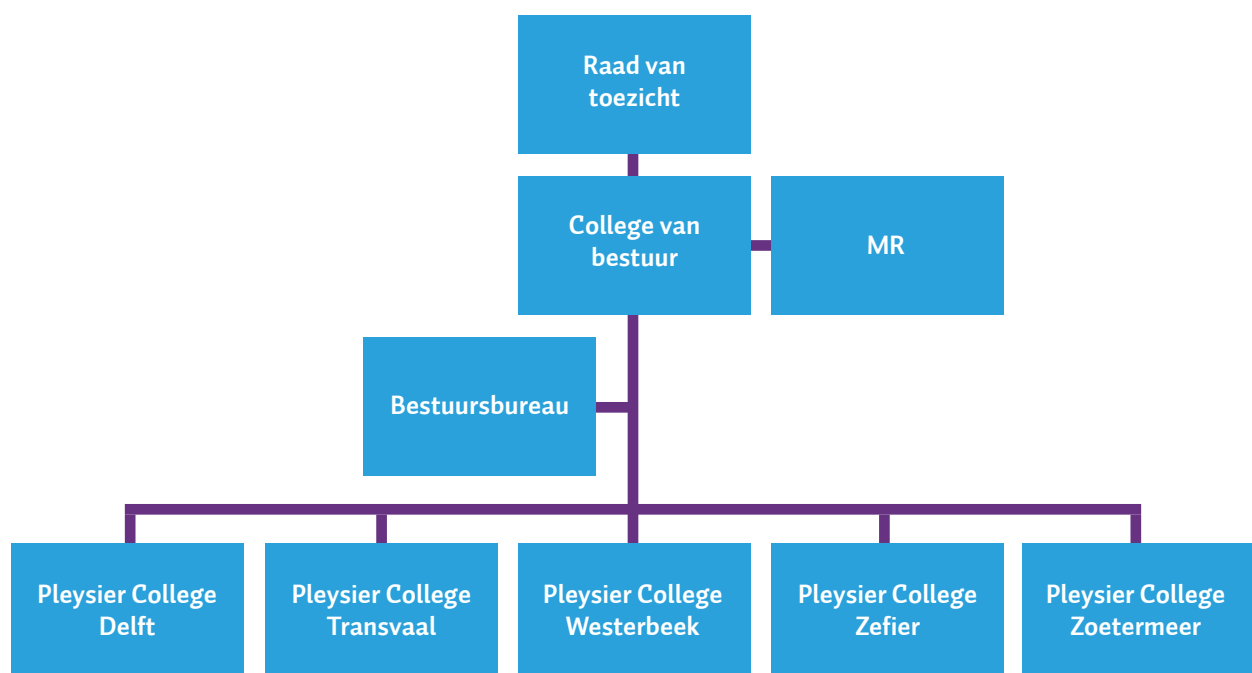 Raad van
toezicht
College van
bestuur
MR
Bestuursbureau
Pleysier College
Delft
Pleysier College
Transvaal
Pleysier College
Westerbeek
Pleysier College
Zefier
Pleysier College
Zoetermeer